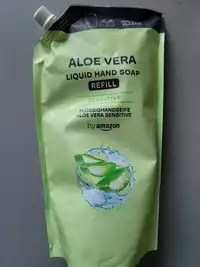 ALOE VERA
LIQUID HAND SOAP
REFILL
SENSITIVE
FLÜSSIGHANDSEIFE
ALOE VERA SENSITIVE
by amazon